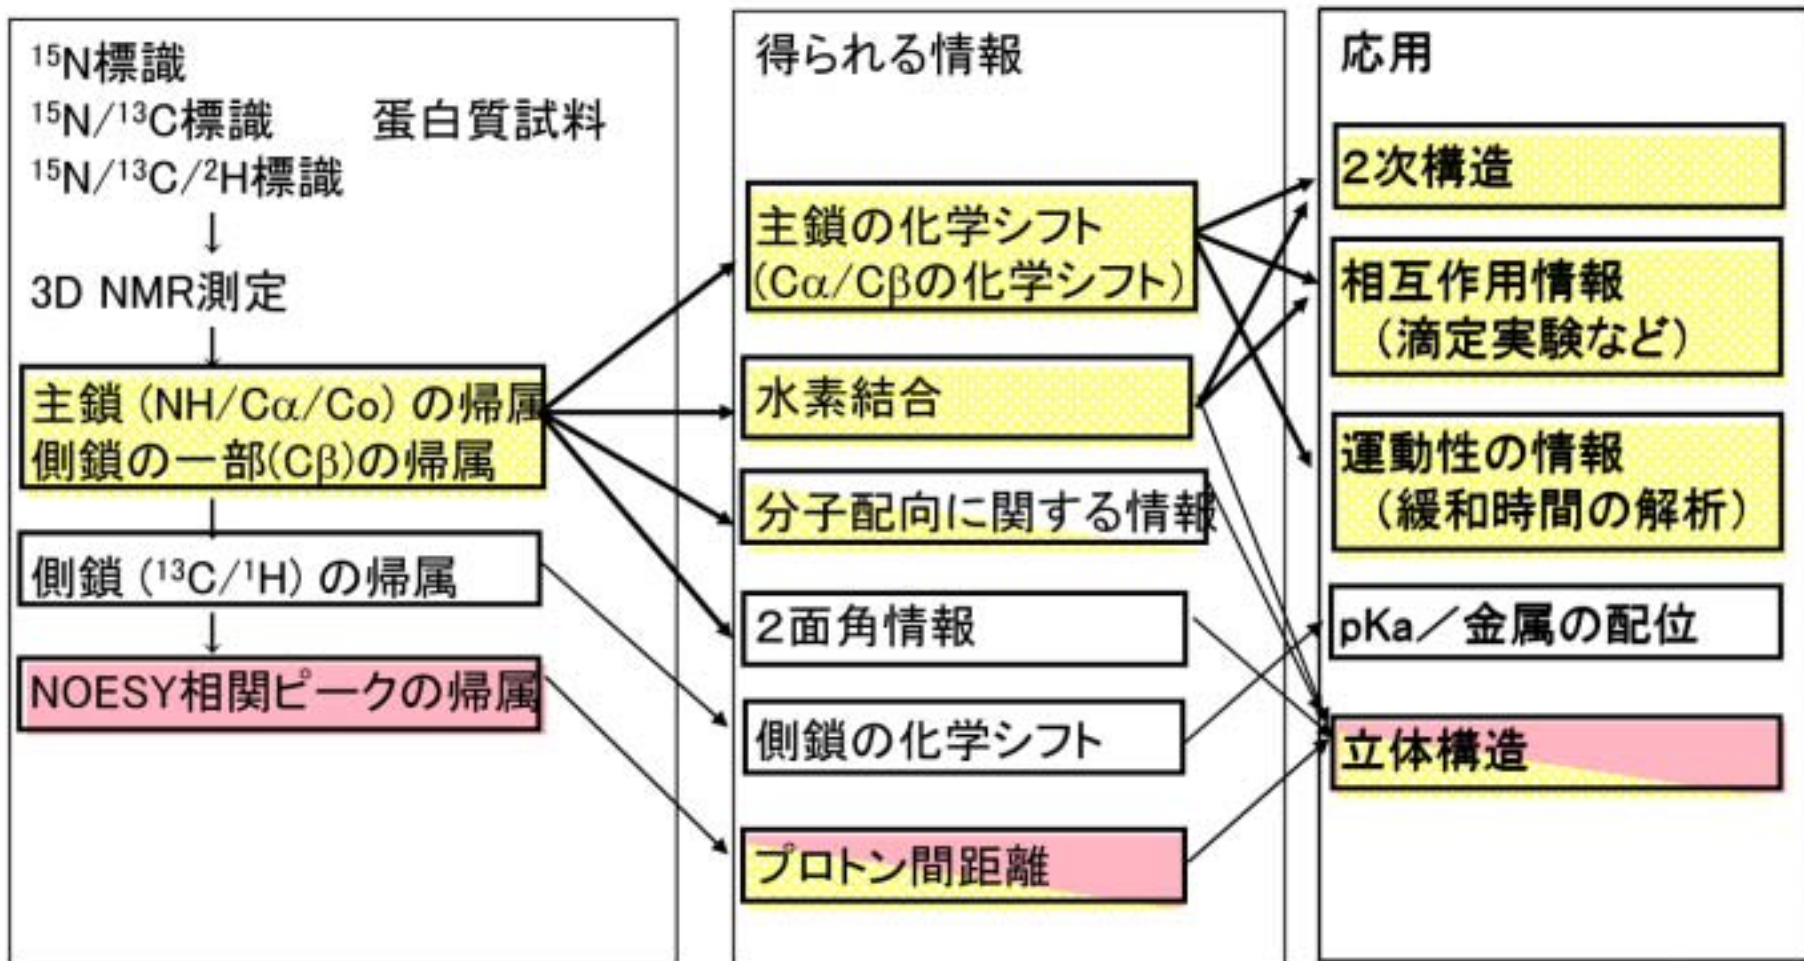 ¹⁵N標識
¹⁵N/¹³C標識 蛋白質試料
¹⁵N/¹³C/²H標識
↓
3D NMR測定
↓
主鎖 (NH/Cα/Co) の帰属
側鎖の一部(Cβ)の帰属
側鎖 (¹³C/¹H) の帰属
↓
NOESY相関ピークの帰属
得られる情報
主鎖の化学シフト
(Cα/Cβの化学シフト)
水素結合
分子配向に関する情報
2面角情報
側鎖の化学シフト
プロトン間距離
応用
2次構造
相互作用情報
(滴定実験など)
運動性の情報
(緩和時間の解析)
pKa/金属の配位
立体構造